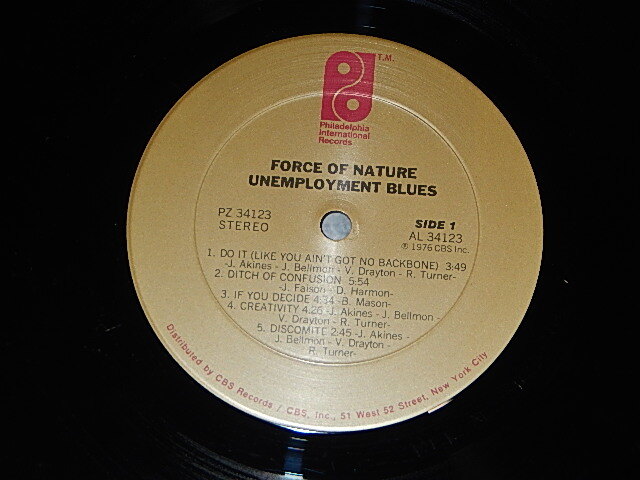 T.M.
Philadelphia
International
Records
FORCE OF NATURE
UNEMPLOYMENT BLUES
PZ 34123
STEREO
SIDE 1
AL 34123
℗ 1976 CBS Inc.
1. DO IT (LIKE YOU AIN'T GOT NO BACKBONE) 3:49
-J. Akines - J. Bellmon - V. Drayton - R. Turner-
2. DITCH OF CONFUSION 5:54
-J. Faison - D. Harmon-
3. IF YOU DECIDE 4:34 -B. Mason-
4. CREATIVITY 4:26 -J. Akines - J. Bellmon -
V. Drayton - R. Turner-
5. DISCOMITE 2:45 -J. Akines -
J. Bellmon - V. Drayton -
R. Turner-
Distributed by CBS Records / CBS, Inc., 51 West 52 Street, New York City